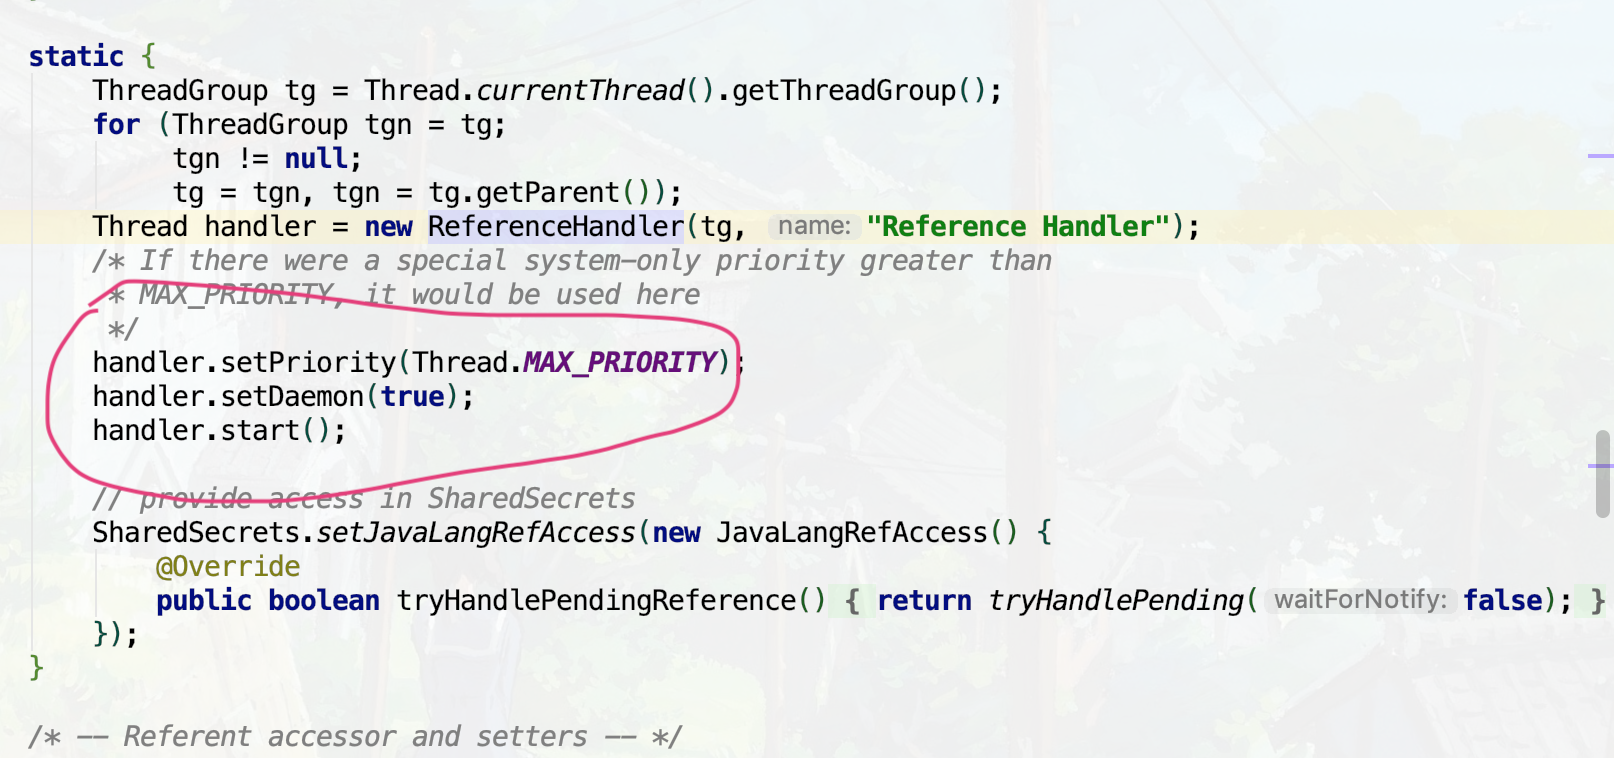 static {
ThreadGroup tg = Thread.currentThread().getThreadGroup();
for (ThreadGroup tgn = tg;
tgn != null;
tg = tgn, tgn = tg.getParent());
Thread handler = new ReferenceHandler(tg, name: "Reference Handler");
/* If there were a special system-only priority greater than
* MAX_PRIORITY, it would be used here
*/
handler.setPriority(Thread.MAX_PRIORITY);
handler.setDaemon(true);
handler.start();
// provide access in SharedSecrets
SharedSecrets.setJavaLangRefAccess(new JavaLangRefAccess() {
@Override
public boolean tryHandlePendingReference() { return tryHandlePending( waitForNotify: false); }
});
}
/* -- Referent accessor and setters -- */